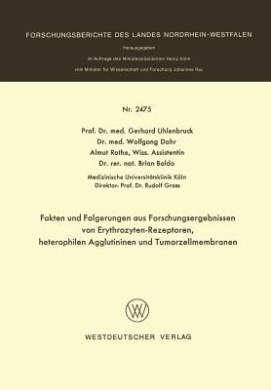 FORSCHUNGSBERICHTE DES LANDES NORDRHEIN-WESTFALEN
Herausgegeben
im Auftrage des Ministerpräsidenten Heinz Kühn
vom Minister für Wissenschaft und Forschung Johannes Rau
Nr. 2475
Prof. Dr. med. Gerhard Uhlenbruck
Dr. med. Wolfgang Dahr
Almut Rothe, Wiss. Assistentin
Dr. rer. nat. Brian Baldo
Medizinische Universitätsklinik Köln
Direktor: Prof. Dr. Rudolf Gross
Fakten und Folgerungen aus Forschungsergebnissen
von Erythrozyten-Rezeptoren,
heterophilen Agglutininen und Tumorzellmembranen
WESTDEUTSCHER VERLAG